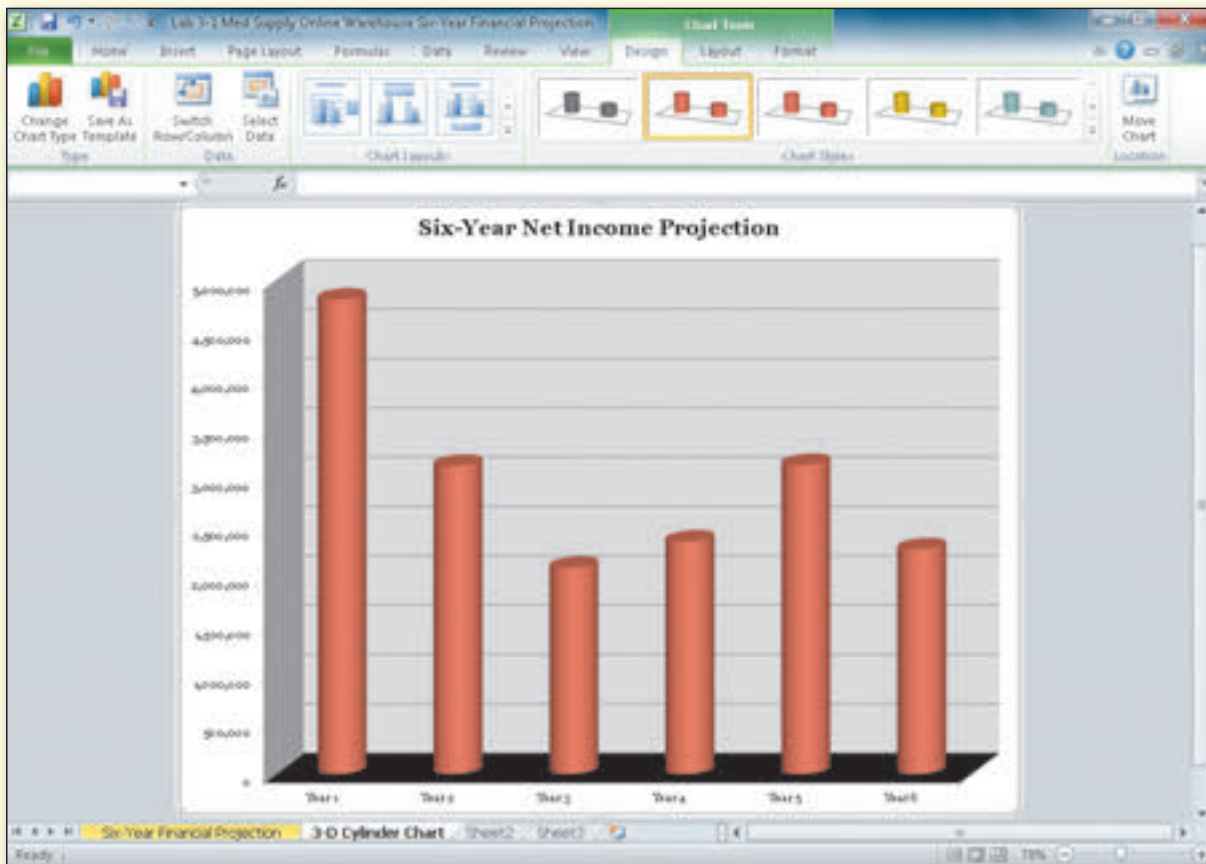 Lab 3-1 Med Supply Online Warehouse Six-Year Financial Projection
Chart Tools
File Home Insert Page Layout Formulas Data Review View Design Layout Format
Change Chart Type
Save As Template
Switch Row/Column
Select Data
Move Chart
Type
Data
Chart Layouts
Chart Styles
Location
fx
Six-Year Net Income Projection
5,000,000
4,500,000
4,000,000
3,500,000
3,000,000
2,500,000
2,000,000
1,500,000
1,000,000
500,000
0
Year 1 Year 2 Year 3 Year 4 Year 5 Year 6
Six-Year Financial Projection 3-D Cylinder Chart Sheet2 Sheet3
Ready
78%